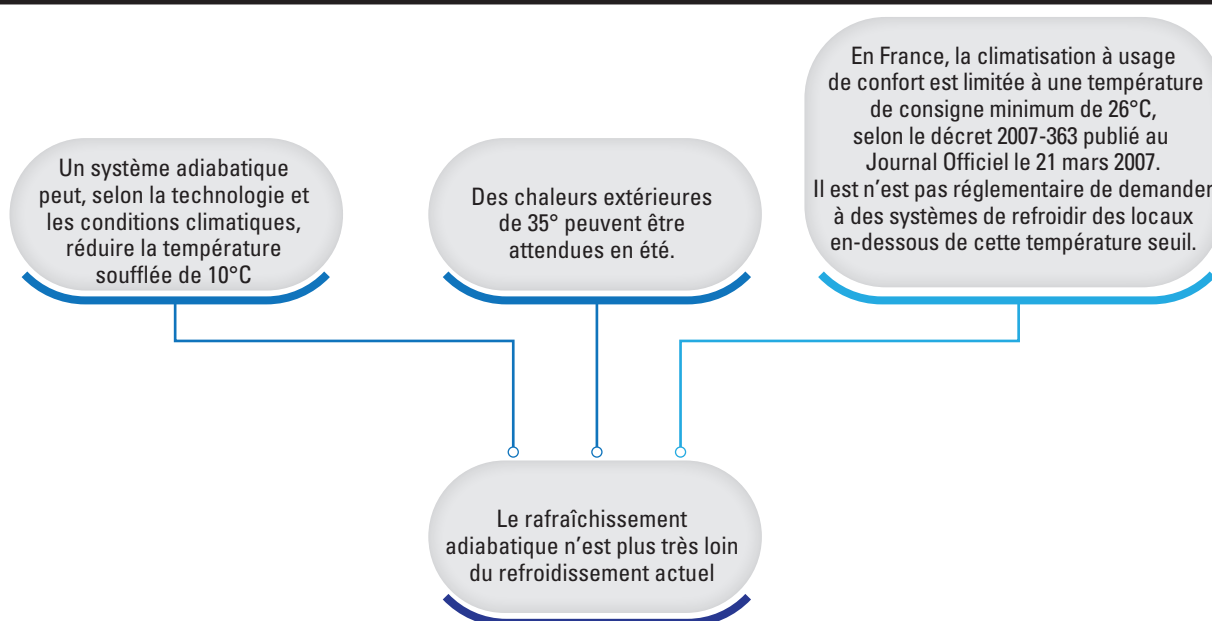 Un système adiabatique
peut, selon la technologie et
les conditions climatiques,
réduire la température
soufflée de 10°C
Des chaleurs extérieures
de 35° peuvent être
attendues en été.
En France, la climatisation à usage
de confort est limitée à une température
de consigne minimum de 26°C,
selon le décret 2007-363 publié au
Journal Officiel le 21 mars 2007.
Il est n’est pas réglementaire de demander
à des systèmes de refroidir des locaux
en-dessous de cette température seuil.
Le rafraîchissement
adiabatique n’est plus très loin
du refroidissement actuel